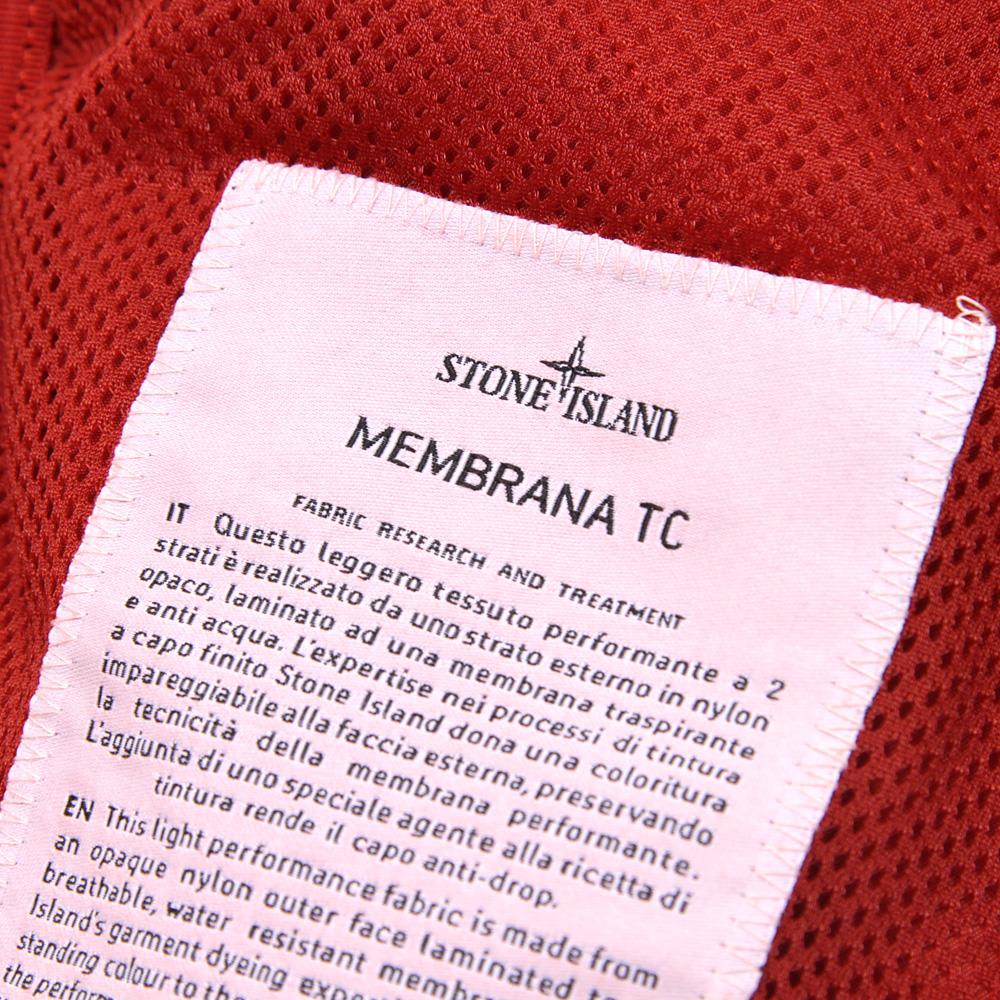 STONE ISLAND
MEMBRANA TC
FABRIC RESEARCH AND TREATMENT
IT Questo leggero tessuto performante a 2
strati è realizzato da uno strato esterno in nylon
opaco, laminato ad una membrana traspirante
e anti acqua. L'expertise nei processi di tintura
a capo finito Stone Island dona una coloritura
impareggiabile alla faccia esterna, preservando
la tecnicità della membrana performante.
L'aggiunta di uno speciale agente alla ricetta di
tintura rende il capo anti-drop.
EN This light performance fabric is made from
an opaque nylon outer face laminated to
breathable, water resistant
Island's garment dyeing
standing colour to the
the